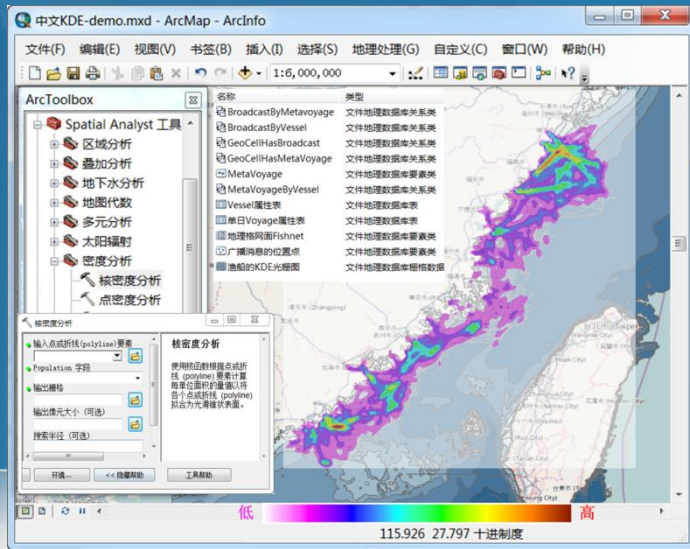 中文KDE-demo.mxd - ArcMap - ArcInfo
文件(F) 编辑(E) 视图(V) 书签(B) 插入(I) 选择(S) 地理处理(G) 自定义(C) 窗口(W) 帮助(H)
1:6,000,000
ArcToolbox
Spatial Analyst 工具
区域分析
叠加分析
地下水分析
地图代数
多元分析
太阳辐射
密度分析
核密度分析
点密度分析
名称 类型
BroadcastByMetavoyage 文件地理数据库关系类
BroadcastByVessel 文件地理数据库关系类
GeoCellHasBroadcast 文件地理数据库关系类
GeoCellHasMetaVoyage 文件地理数据库关系类
MetaVoyage 文件地理数据库要素类
MetaVoyageByVessel 文件地理数据库关系类
Vessel属性表 文件地理数据库表
单日Voyage属性表 文件地理数据库表
地理格网面Fishnet 文件地理数据库要素类
广播消息的位置点 文件地理数据库要素类
渔船的KDE光栅图 文件地理数据库栅格数据
核密度分析
输入点或折线(polyline)要素
Population 字段
输出栅格
输出像元大小 (可选)
搜索半径 (可选)
核密度分析
使用核函数根据点或折
线 (polyline) 要素计算
每单位面积的量值以将
各个点或折线 (polyline)
拟合为光滑锥状表面。
环境... << 隐藏帮助 工具帮助
低 高
115.926 27.797 十进制度